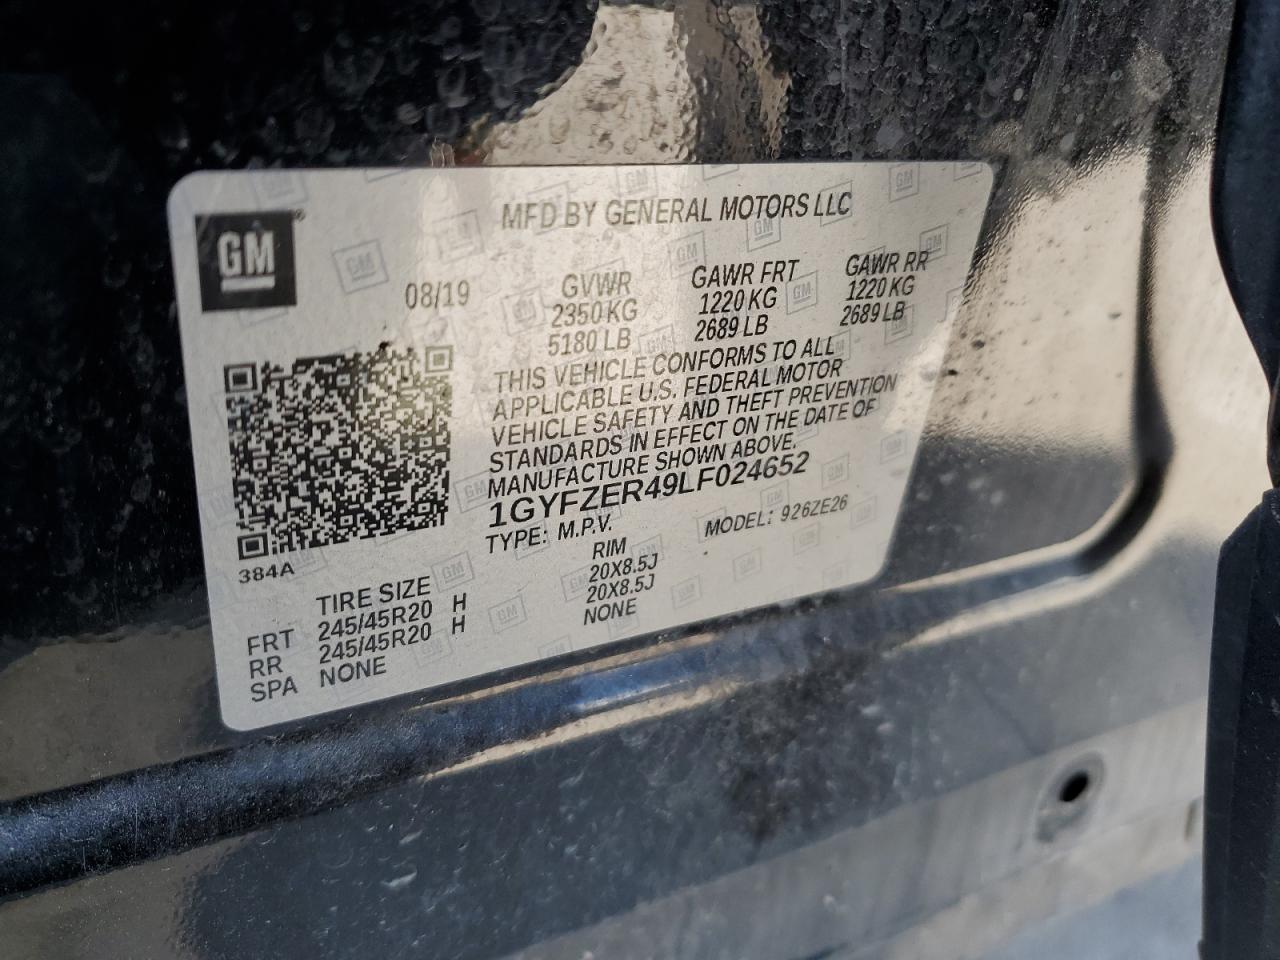 GM
MFD BY GENERAL MOTORS LLC
08/19
GVWR
2350 KG
5180 LB
GAWR FRT
1220 KG
2689 LB
GAWR RR
1220 KG
2689 LB
THIS VEHICLE CONFORMS TO ALL
APPLICABLE U.S. FEDERAL MOTOR
VEHICLE SAFETY AND THEFT PREVENTION
STANDARDS IN EFFECT ON THE DATE OF
MANUFACTURE SHOWN ABOVE.
1GYFZER49LF024652
TYPE: M.P.V.
MODEL: 926ZE26
384A
TIRE SIZE RIM
FRT 245/45R20 H 20X8.5J
RR 245/45R20 H 20X8.5J
SPA NONE NONE